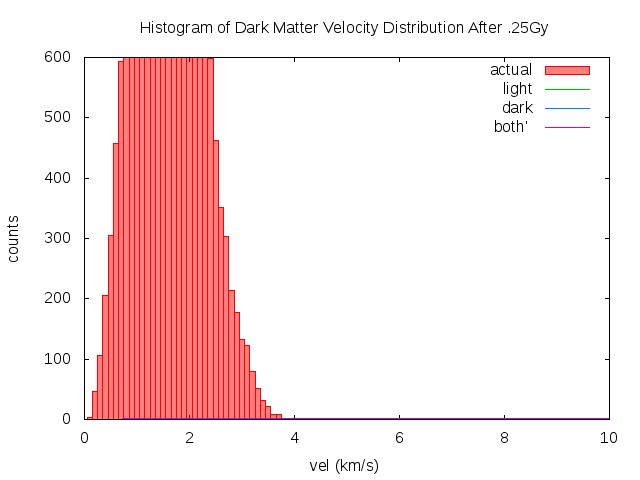 Histogram of Dark Matter Velocity Distribution After .25Gy
600
500
400
300
200
100
0
counts
actual
light
dark
both'
0 2 4 6 8 10
vel (km/s)